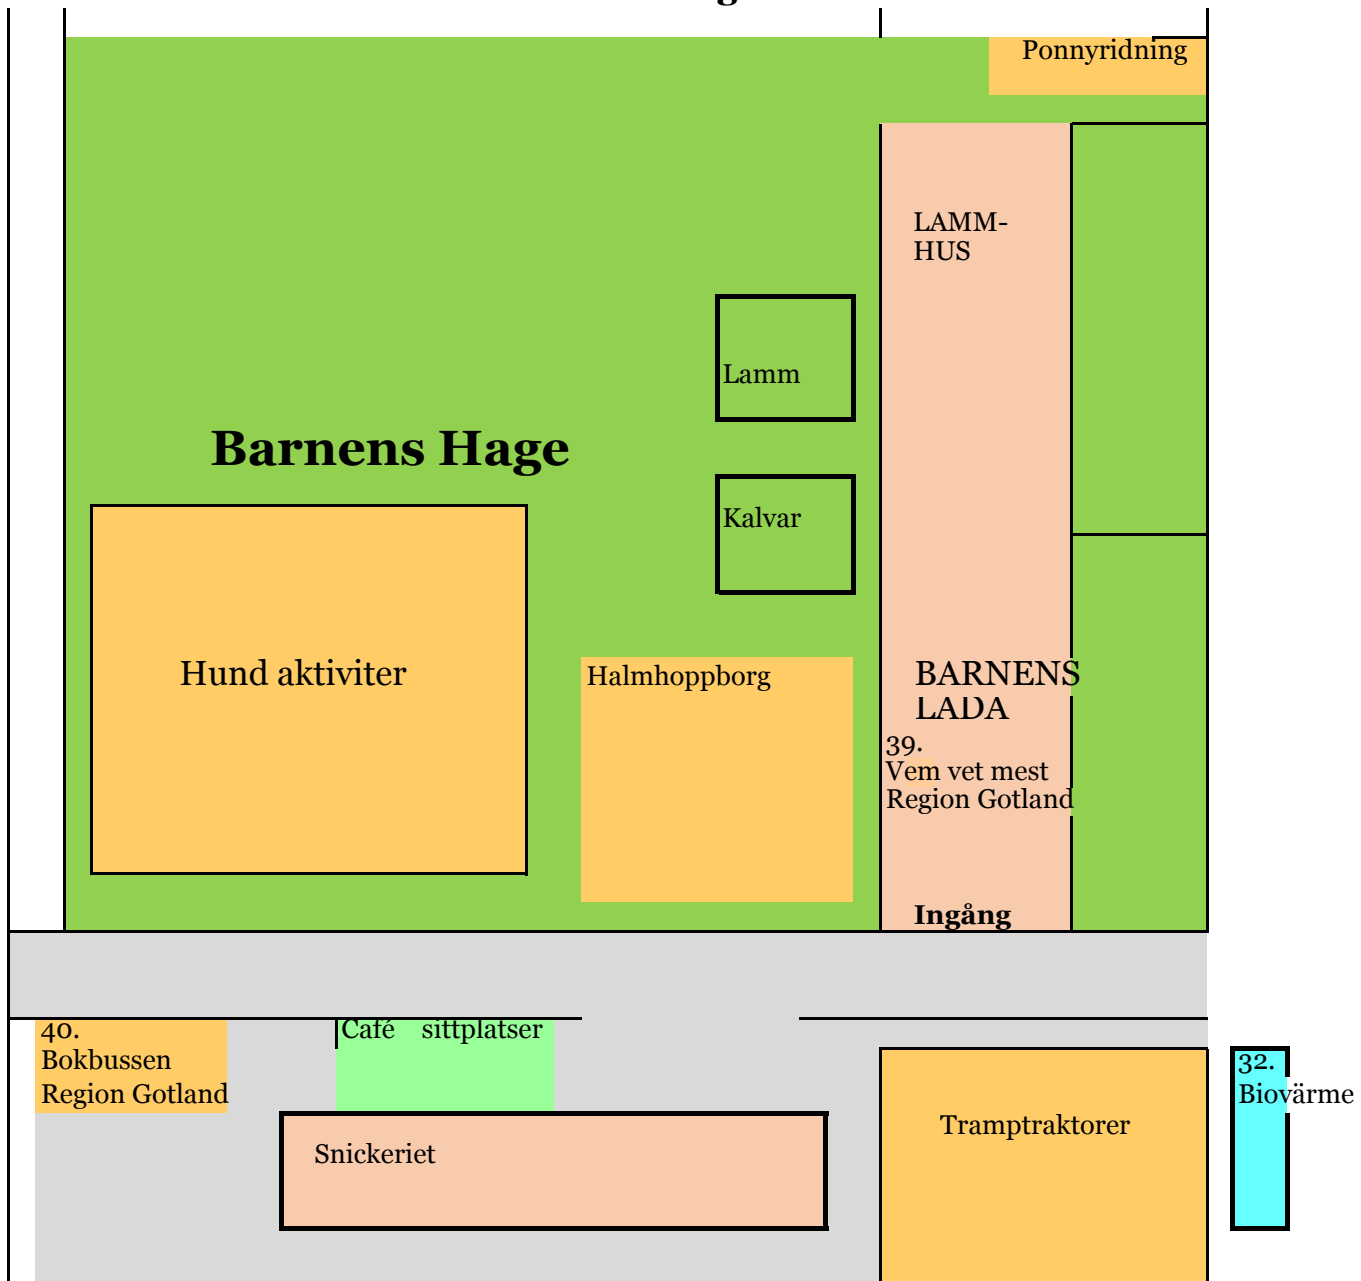 Ponnyridning
LAMM-
HUS
Lamm
Barnens Hage
Kalvar
Hund aktiviter
Halmhoppborg
BARNENS
LADA
39.
Vem vet mest
Region Gotland
Ingång
40.
Bokbussen
Region Gotland
Café sittplatser
32.
Biovärme
Tramptraktorer
Snickeriet